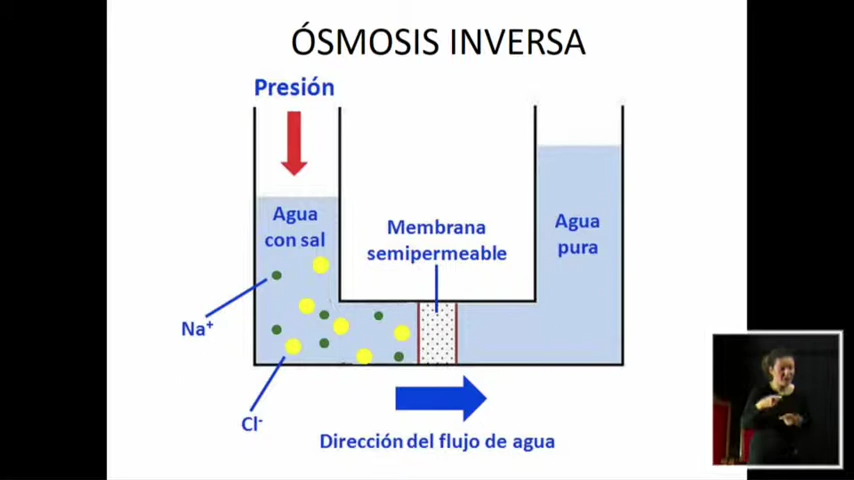 ÓSMOSIS INVERSA
Presión
Agua
con sal
Membrana
semipermeable
Agua
pura
Na⁺
Cl⁻
Dirección del flujo de agua